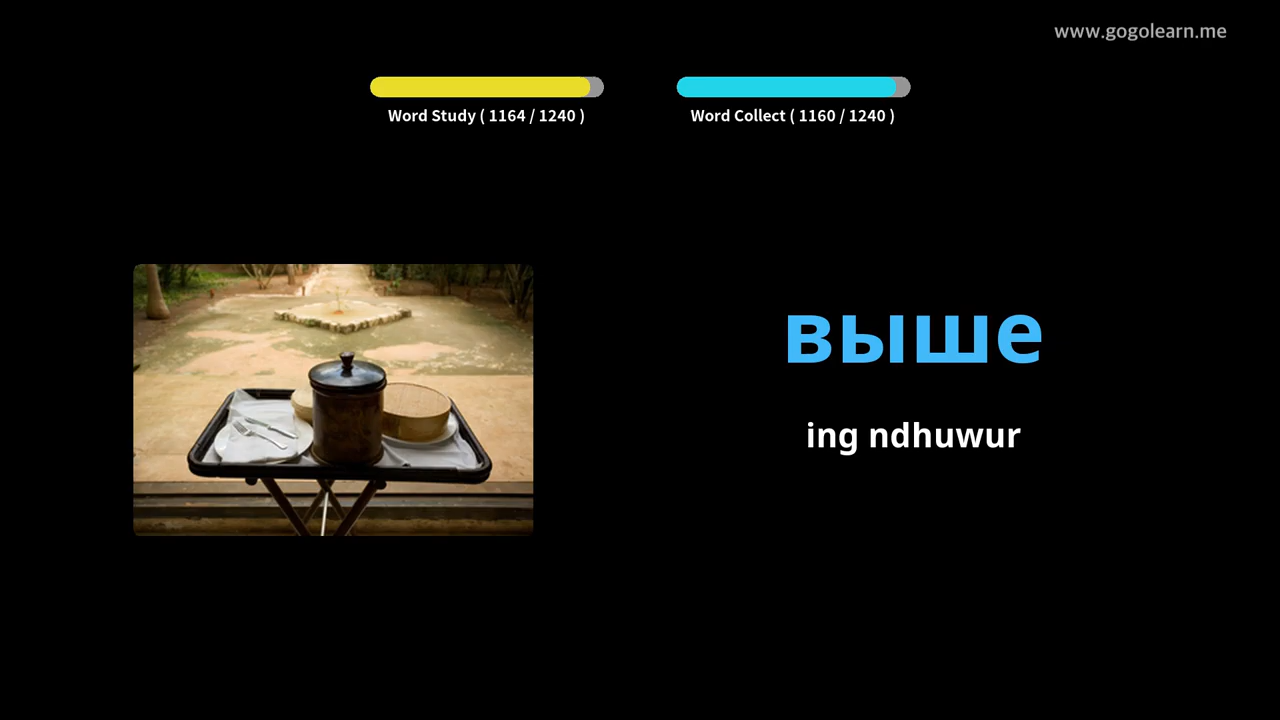 www.gogolearn.me
Word Study ( 1164 / 1240 )
Word Collect ( 1160 / 1240 )
выше
ing ndhuwur